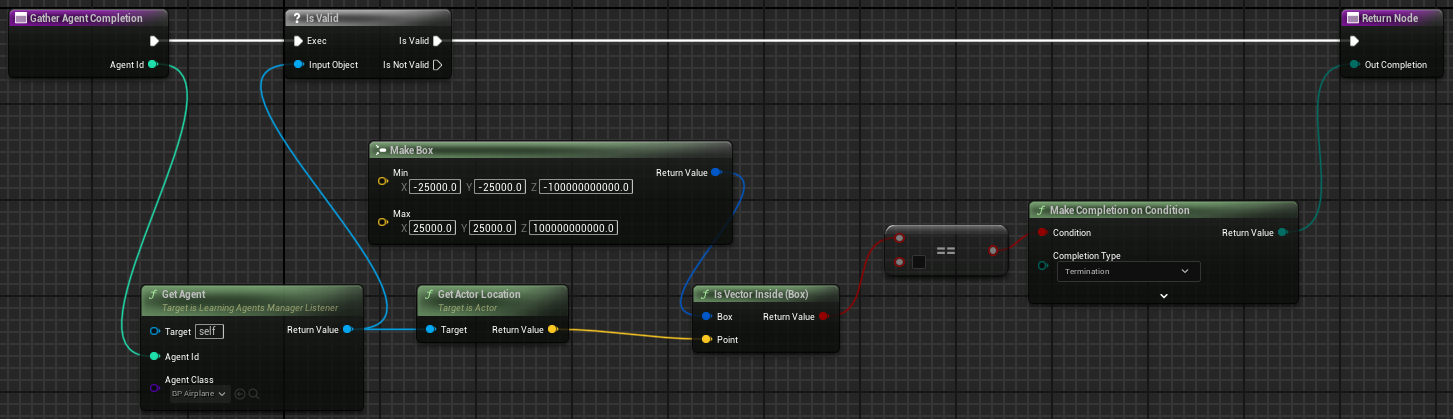 Gather Agent Completion
Agent Id
? Is Valid
Exec
Is Valid
Input Object
Is Not Valid
Return Node
Out Completion
Make Box
Min
X -25000.0 Y -25000.0 Z -100000000000.0
Return Value
Max
X 25000.0 Y 25000.0 Z 100000000000.0
f Get Agent
Target is Learning Agents Manager Listener
Target self
Return Value
Agent Id
Agent Class
BP Airplane
f Get Actor Location
Target is Actor
Target
Return Value
f Is Vector Inside (Box)
Box
Return Value
Point
==
f Make Completion on Condition
Condition
Return Value
Completion Type
Termination